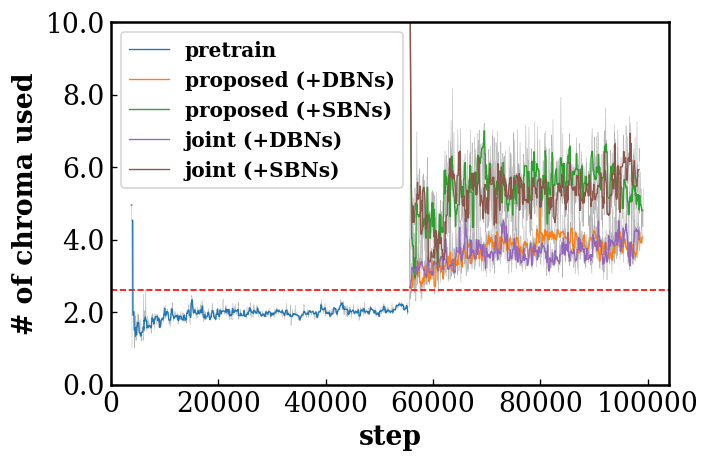 10.0
8.0
6.0
4.0
2.0
0.0
# of chroma used
pretrain
proposed (+DBNs)
proposed (+SBNs)
joint (+DBNs)
joint (+SBNs)
0 20000 40000 60000 80000 100000
step